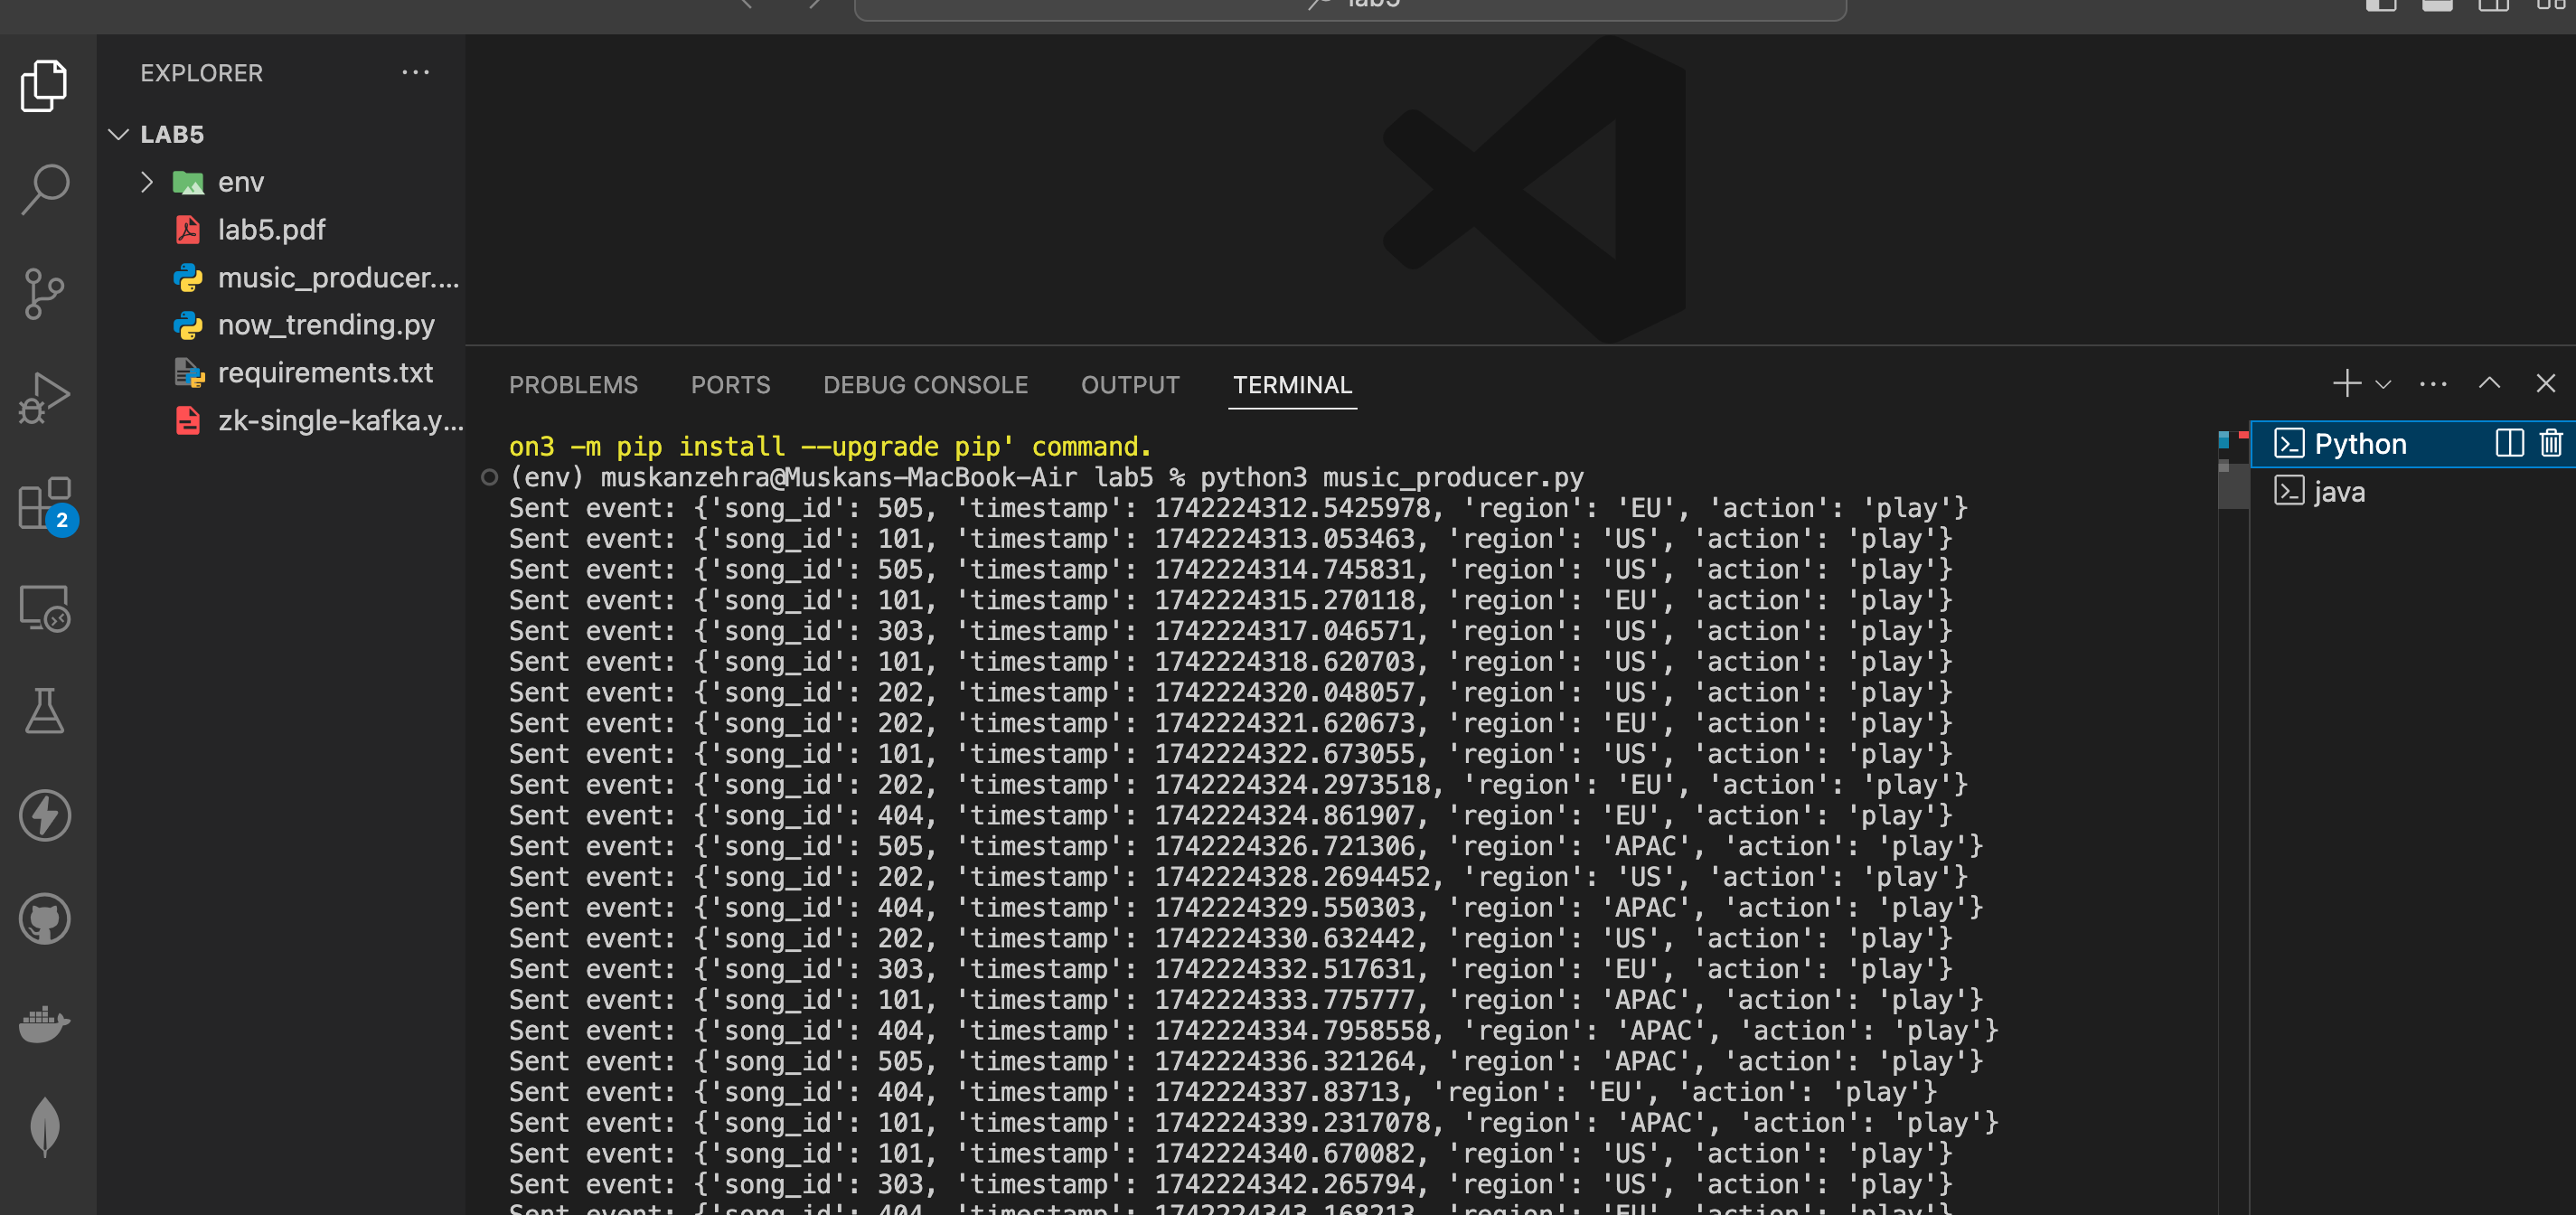 lab5
EXPLORER
LAB5
env
lab5.pdf
music_producer....
now_trending.py
requirements.txt
zk-single-kafka.y...
2
PROBLEMS PORTS DEBUG CONSOLE OUTPUT TERMINAL
on3 -m pip install --upgrade pip' command.
(env) muskanzehra@Muskans-MacBook-Air lab5 % python3 music_producer.py
Sent event: {'song_id': 505, 'timestamp': 1742224312.5425978, 'region': 'EU', 'action': 'play'}
Sent event: {'song_id': 101, 'timestamp': 1742224313.053463, 'region': 'US', 'action': 'play'}
Sent event: {'song_id': 505, 'timestamp': 1742224314.745831, 'region': 'US', 'action': 'play'}
Sent event: {'song_id': 101, 'timestamp': 1742224315.270118, 'region': 'EU', 'action': 'play'}
Sent event: {'song_id': 303, 'timestamp': 1742224317.046571, 'region': 'US', 'action': 'play'}
Sent event: {'song_id': 101, 'timestamp': 1742224318.620703, 'region': 'US', 'action': 'play'}
Sent event: {'song_id': 202, 'timestamp': 1742224320.048057, 'region': 'US', 'action': 'play'}
Sent event: {'song_id': 202, 'timestamp': 1742224321.620673, 'region': 'EU', 'action': 'play'}
Sent event: {'song_id': 101, 'timestamp': 1742224322.673055, 'region': 'US', 'action': 'play'}
Sent event: {'song_id': 202, 'timestamp': 1742224324.2973518, 'region': 'EU', 'action': 'play'}
Sent event: {'song_id': 404, 'timestamp': 1742224324.861907, 'region': 'EU', 'action': 'play'}
Sent event: {'song_id': 505, 'timestamp': 1742224326.721306, 'region': 'APAC', 'action': 'play'}
Sent event: {'song_id': 202, 'timestamp': 1742224328.2694452, 'region': 'US', 'action': 'play'}
Sent event: {'song_id': 404, 'timestamp': 1742224329.550303, 'region': 'APAC', 'action': 'play'}
Sent event: {'song_id': 202, 'timestamp': 1742224330.632442, 'region': 'US', 'action': 'play'}
Sent event: {'song_id': 303, 'timestamp': 1742224332.517631, 'region': 'EU', 'action': 'play'}
Sent event: {'song_id': 101, 'timestamp': 1742224333.775777, 'region': 'APAC', 'action': 'play'}
Sent event: {'song_id': 404, 'timestamp': 1742224334.7958558, 'region': 'APAC', 'action': 'play'}
Sent event: {'song_id': 505, 'timestamp': 1742224336.321264, 'region': 'APAC', 'action': 'play'}
Sent event: {'song_id': 404, 'timestamp': 1742224337.83713, 'region': 'EU', 'action': 'play'}
Sent event: {'song_id': 101, 'timestamp': 1742224339.2317078, 'region': 'APAC', 'action': 'play'}
Sent event: {'song_id': 101, 'timestamp': 1742224340.670082, 'region': 'US', 'action': 'play'}
Sent event: {'song_id': 303, 'timestamp': 1742224342.265794, 'region': 'US', 'action': 'play'}
Sent event: {'song_id': 404, 'timestamp': 1742224343.168213, 'region': 'EU', 'action': 'play'}
Python
java